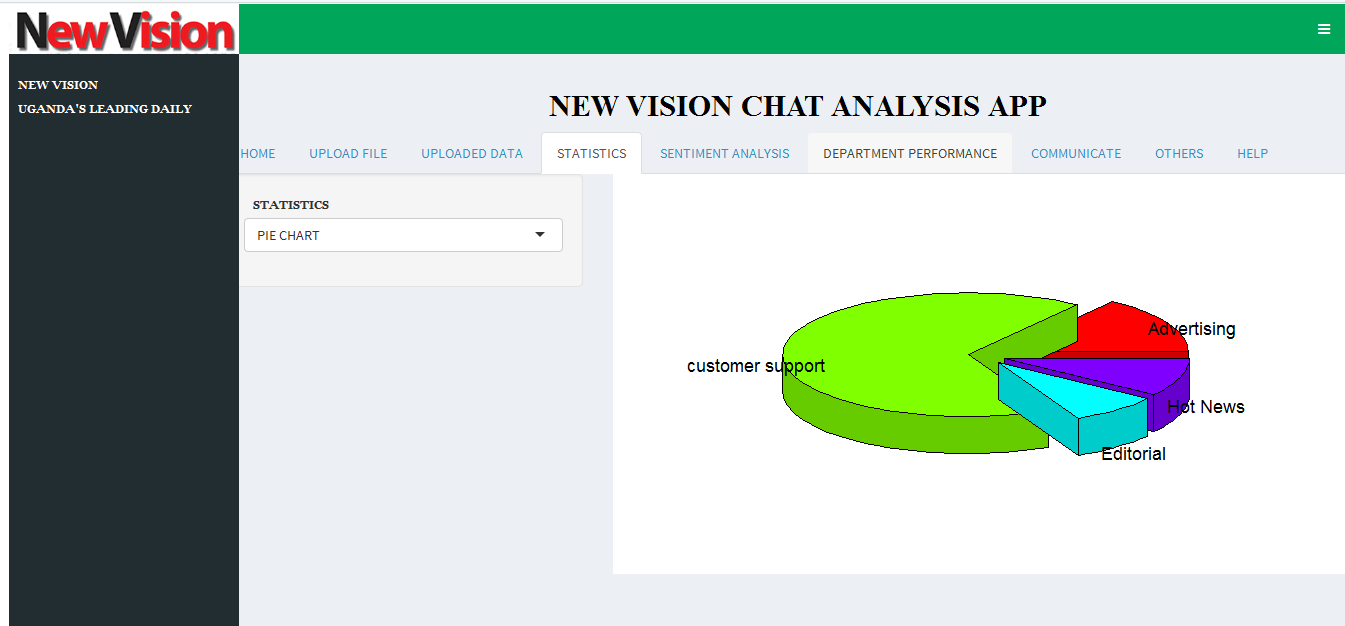 NewVision
NEW VISION
UGANDA'S LEADING DAILY
NEW VISION CHAT ANALYSIS APP
HOME UPLOAD FILE UPLOADED DATA STATISTICS SENTIMENT ANALYSIS DEPARTMENT PERFORMANCE COMMUNICATE OTHERS HELP
STATISTICS
PIE CHART
Advertising
customer support
Hot News
Editorial